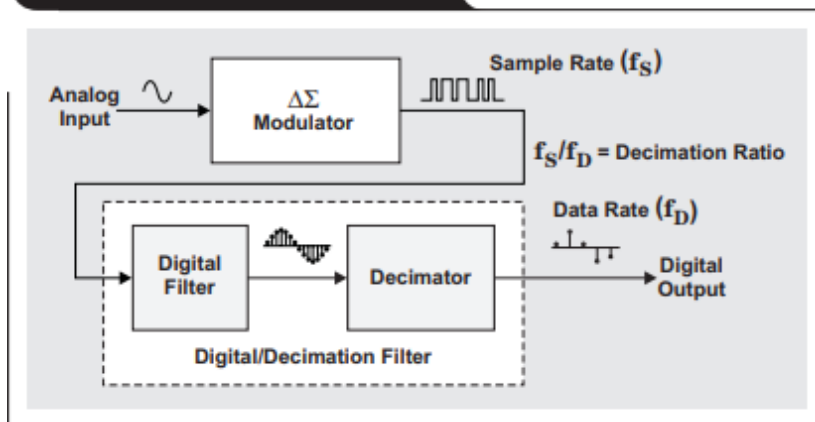 Sample Rate (fS)
Analog
Input
ΔΣ
Modulator
fS/fD = Decimation Ratio
Data Rate (fD)
Digital
Filter
Decimator
Digital
Output
Digital/Decimation Filter